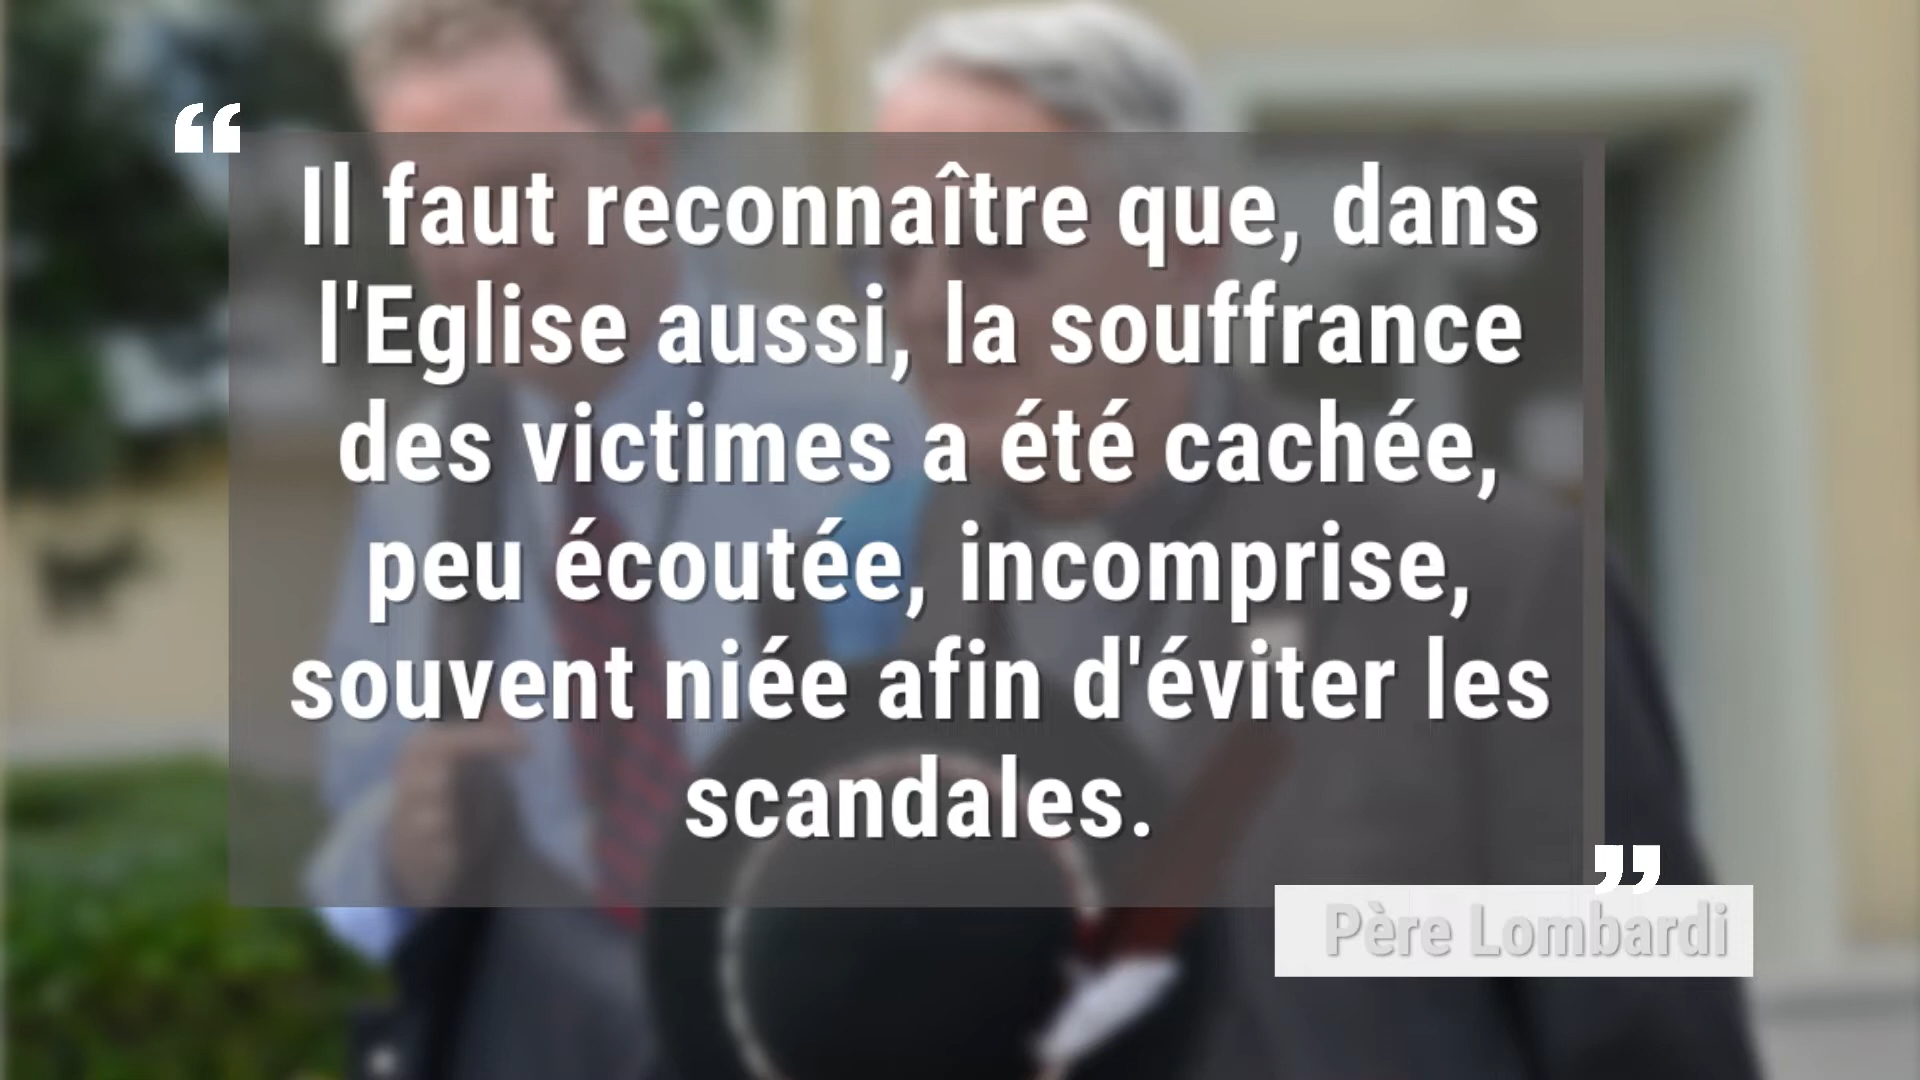 “
Il faut reconnaître que, dans
l'Eglise aussi, la souffrance
des victimes a été cachée,
peu écoutée, incomprise,
souvent niée afin d'éviter les
scandales.
”
Père Lombardi